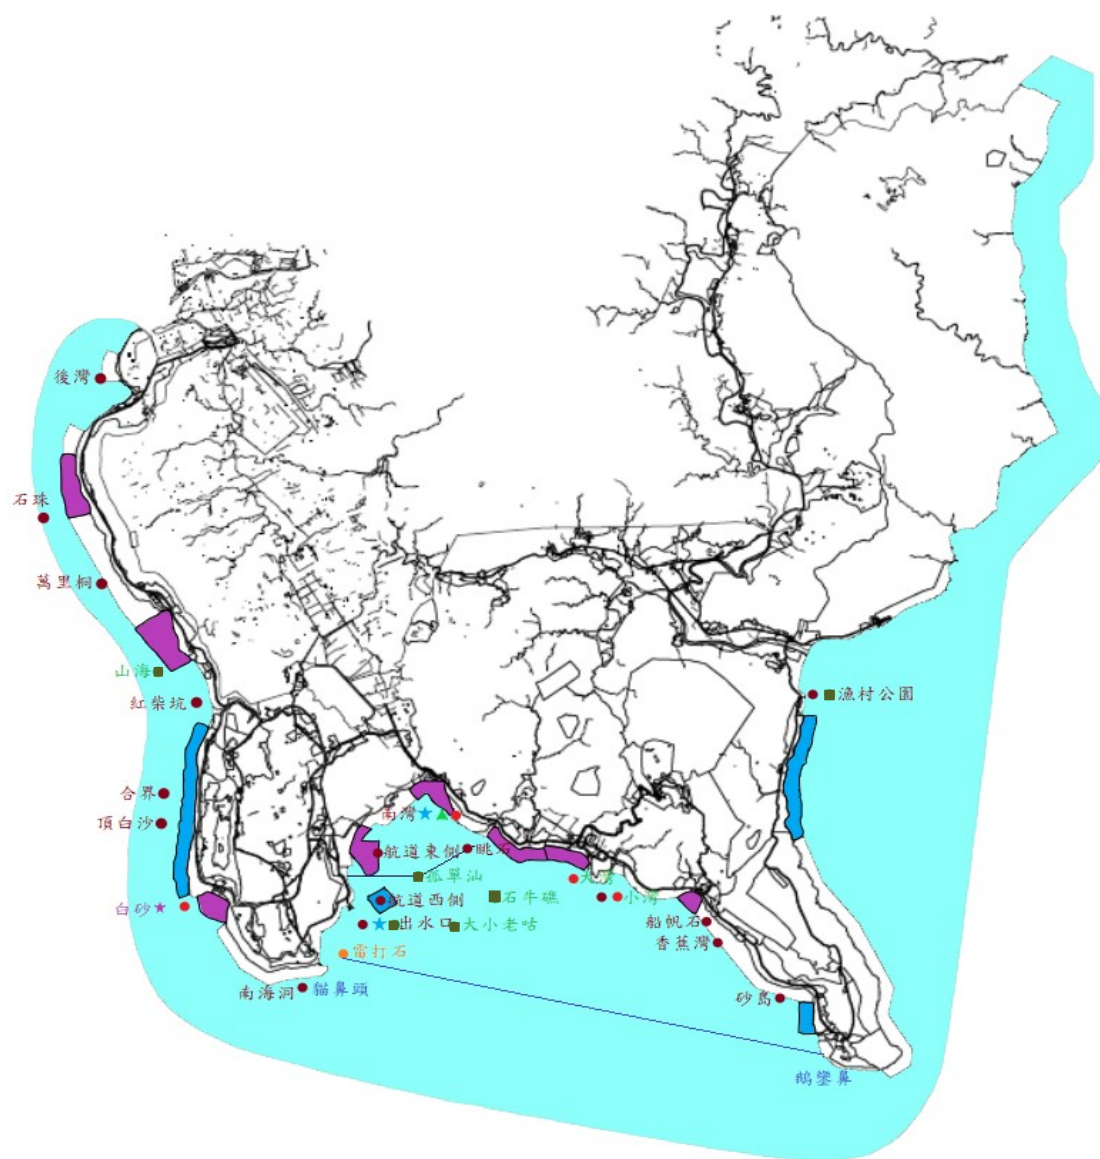 後灣
石珠
萬里桐
山海
紅柴坑
漁村公園
合界
頂白沙
南灣
航道東側
眺石
孤單汕
大灣
石牛礁
小灣
航道西側
白砂
出水口
大小老咕
船帆石
香蕉灣
雷打石
南海洞
貓鼻頭
砂島
鵝鑾鼻